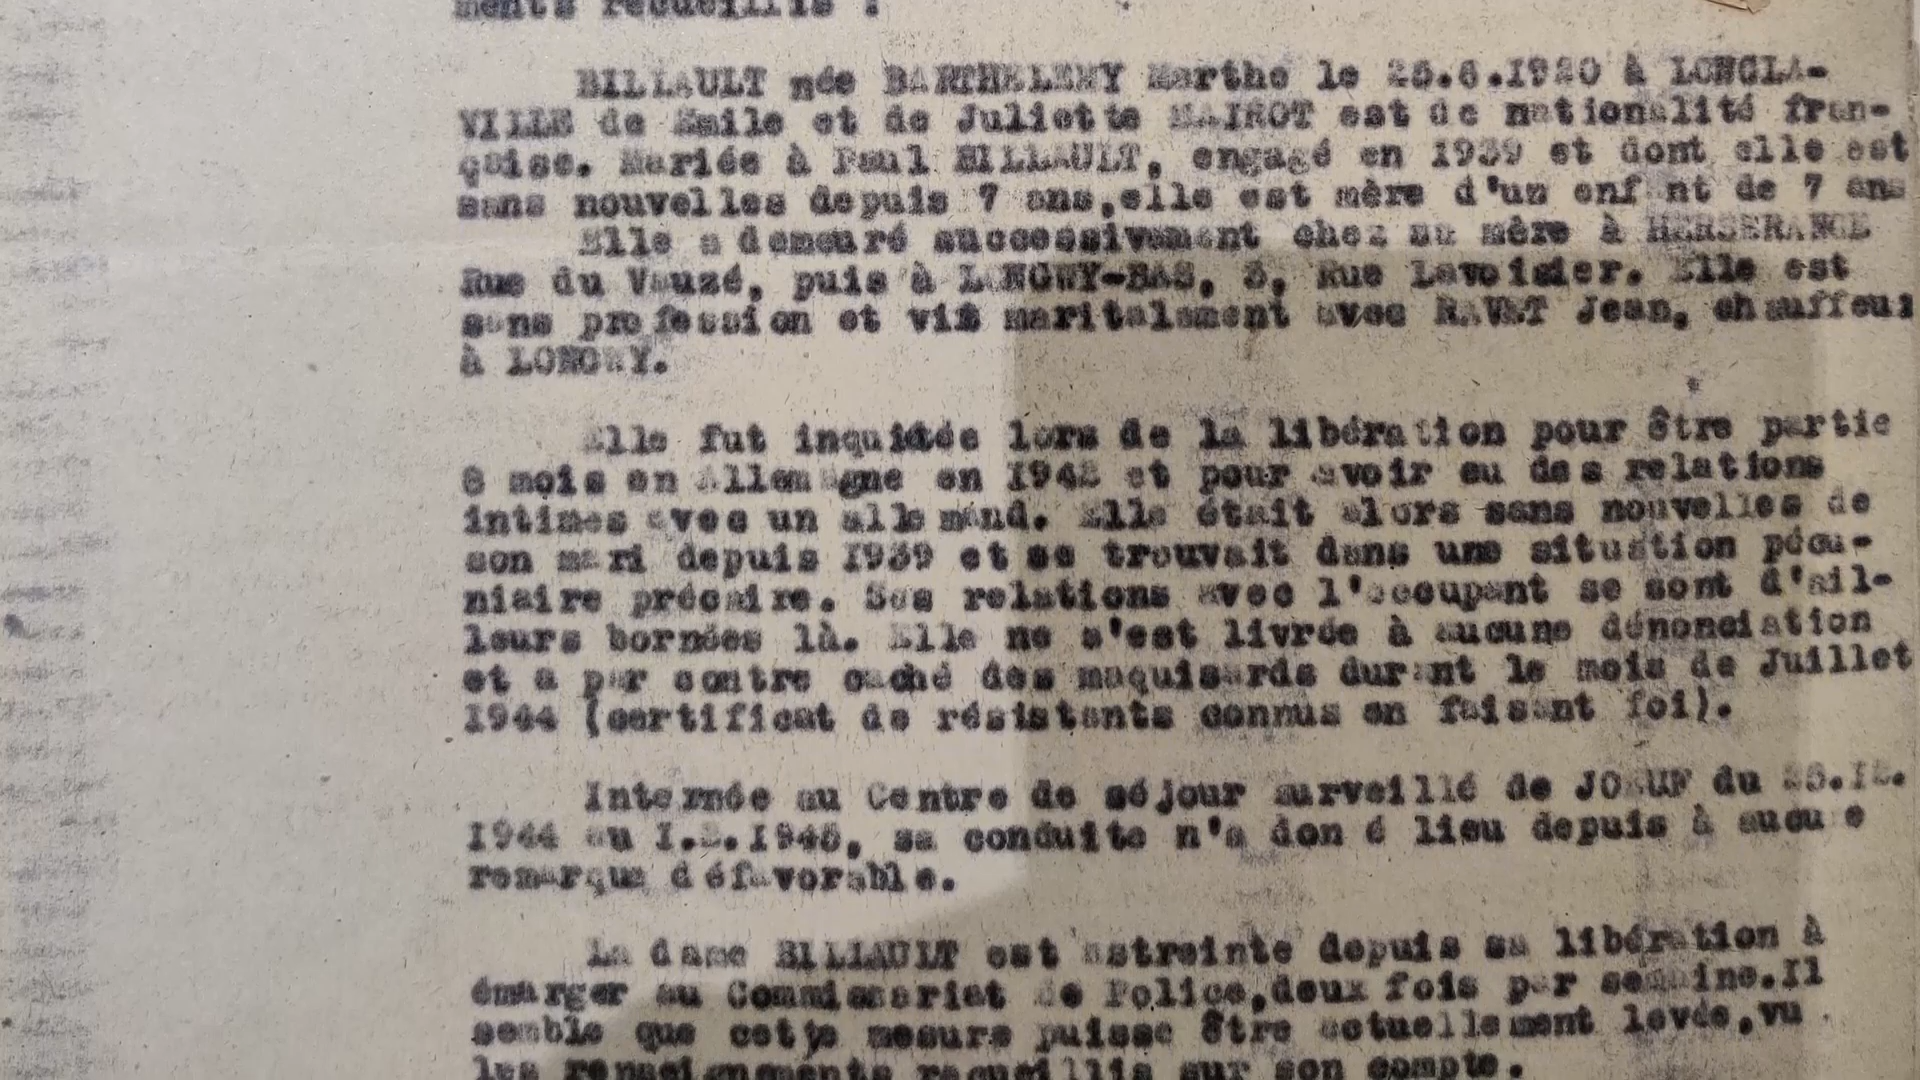 ments recueillis :
BILLAULT née BARTHELEMY Marthe le 25.6.1920 à LONGLA-
VILLE de Emile et de Juliette MAIROT est de nationalité fran-
çaise. Mariée à Paul BILLAULT, engagé en 1939 et dont elle est
sans nouvelles depuis 7 ans,elle est mère d'un enfant de 7 ans
Elle a demeuré successivement chez sa mère à HERSERANGE
Rue du Vauzé, puis à LONGWY-BAS, 3, Rue Lavoisier. Elle est
sans profession et vit maritalement avec RAVET Jean, chauffeur
à LONGWY.
Elle fut inquiétée lors de la libération pour être partie
8 mois en Allemagne en et pour avoir eu des relations
intimes avec un allemand. Elle était alors sans nouvelles de
son mari depuis 1939 et se trouvait dans une situation pécu-
niaire précaire. Ses relations avec l'occupant se sont d'ail-
leurs bornées là. Elle ne s'est livrée à aucune dénonciation
et a par contre caché des maquisards durant le mois de Juillet
1944 (certificat de résistants connus en faisant foi).
Internée au Centre de séjour surveillé de JOEUF du
1944 au sa conduite n'a donné lieu depuis à aucune
remarque défavorable.
La dame BILLAULT est astreinte depuis sa libération à
émarger au Commissariat de Police,deux fois par semaine.Il
semble que cette mesure puisse être actuellement levée,vu
les renseignements recueillis sur son compte.